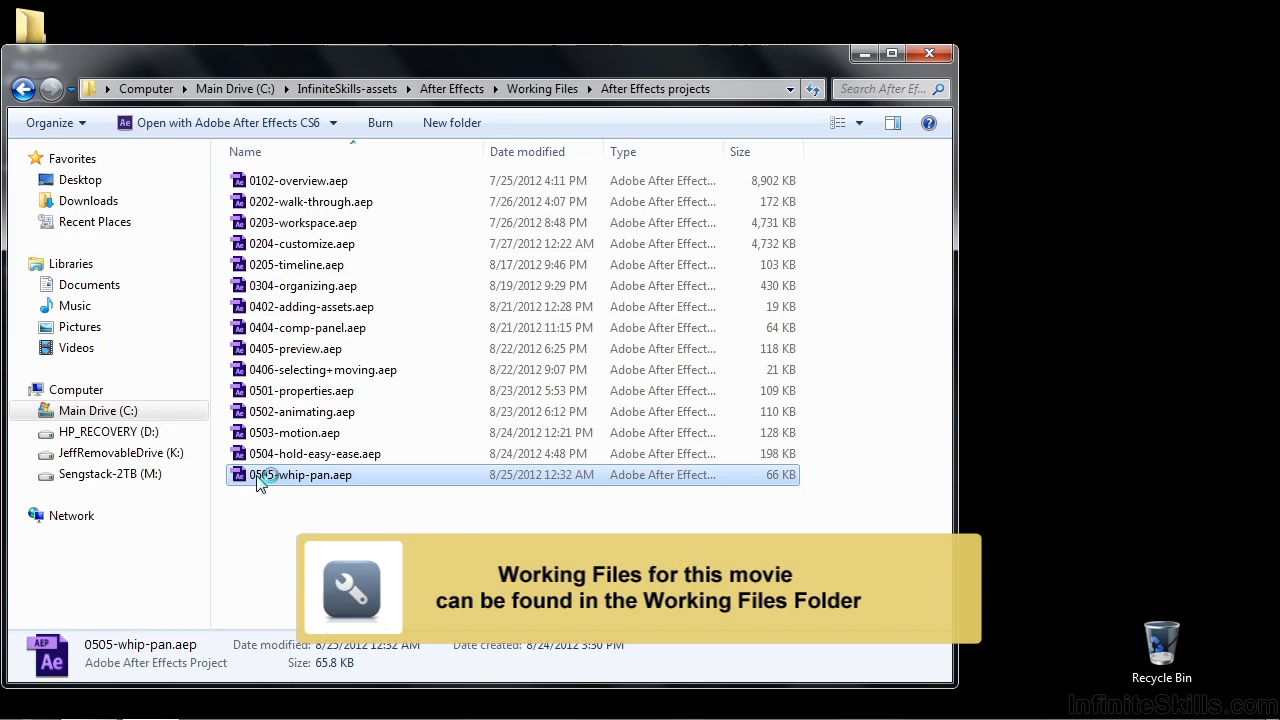 Computer Main Drive (C:) InfiniteSkills-assets After Effects Working Files After Effects projects Search After Ef...
Organize Ae Open with Adobe After Effects CS6 Burn New folder
Name Date modified Type Size
Favorites
Desktop
Downloads
Recent Places
Libraries
Documents
Music
Pictures
Videos
Computer
Main Drive (C:)
HP_RECOVERY (D:)
JeffRemovableDrive (K:)
Sengstack-2TB (M:)
Network
0102-overview.aep 7/25/2012 4:11 PM Adobe After Effect... 8,902 KB
0202-walk-through.aep 7/26/2012 4:07 PM Adobe After Effect... 172 KB
0203-workspace.aep 7/26/2012 8:48 PM Adobe After Effect... 4,731 KB
0204-customize.aep 7/27/2012 12:22 AM Adobe After Effect... 4,732 KB
0205-timeline.aep 8/17/2012 9:46 PM Adobe After Effect... 103 KB
0304-organizing.aep 8/19/2012 9:29 PM Adobe After Effect... 430 KB
0402-adding-assets.aep 8/21/2012 12:28 PM Adobe After Effect... 19 KB
0404-comp-panel.aep 8/21/2012 11:15 PM Adobe After Effect... 64 KB
0405-preview.aep 8/22/2012 6:25 PM Adobe After Effect... 118 KB
0406-selecting+moving.aep 8/22/2012 9:07 PM Adobe After Effect... 21 KB
0501-properties.aep 8/23/2012 5:53 PM Adobe After Effect... 109 KB
0502-animating.aep 8/23/2012 6:12 PM Adobe After Effect... 110 KB
0503-motion.aep 8/24/2012 12:21 PM Adobe After Effect... 128 KB
0504-hold-easy-ease.aep 8/24/2012 4:48 PM Adobe After Effect... 198 KB
0505-whip-pan.aep 8/25/2012 12:32 AM Adobe After Effect... 66 KB
Working Files for this movie
can be found in the Working Files Folder
AEP Ae
0505-whip-pan.aep Date modified: 8/25/2012 12:32 AM Date created: 8/24/2012 3:30 PM
Adobe After Effects Project Size: 65.8 KB
Recycle Bin
InfiniteSkills.com